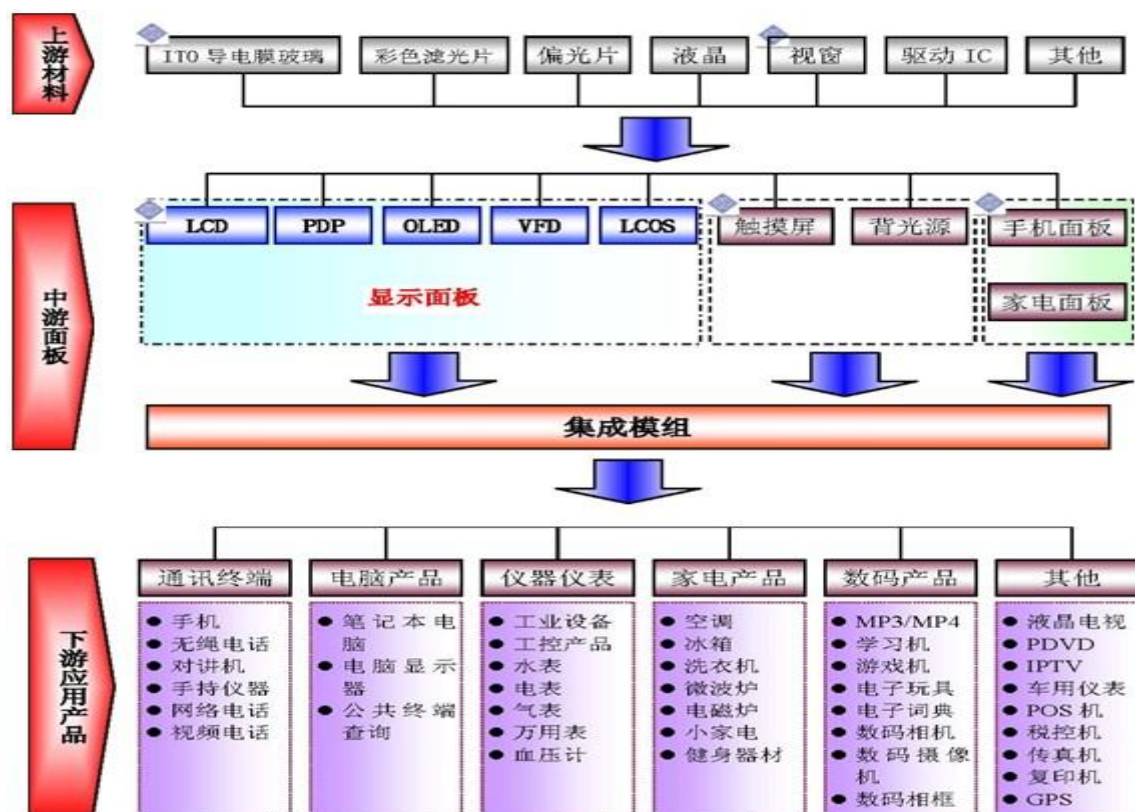 上游材料
ITO 导电膜玻璃
彩色滤光片
偏光片
液晶
视窗
驱动 IC
其他
中游面板
LCD
PDP
OLED
VFD
LCOS
触摸屏
背光源
手机面板
显示面板
家电面板
集成模组
下游应用产品
通讯终端
● 手机
● 无绳电话
● 对讲机
● 手持仪器
● 网络电话
● 视频电话
电脑产品
● 笔记本电
脑
● 电脑显示
器
● 公共终端
查询
仪器仪表
● 工业设备
● 工控产品
● 水表
● 电表
● 气表
● 万用表
● 血压计
家电产品
● 空调
● 冰箱
● 洗衣机
● 微波炉
● 电磁炉
● 小家电
● 健身器材
数码产品
● MP3/MP4
● 学习机
● 游戏机
● 电子玩具
● 电子词典
● 数码相机
● 数码摄像
机
● 数码相框
其他
● 液晶电视
● PDVD
● IPTV
● 车用仪表
● POS 机
● 税控机
● 传真机
● 复印机
● GPS